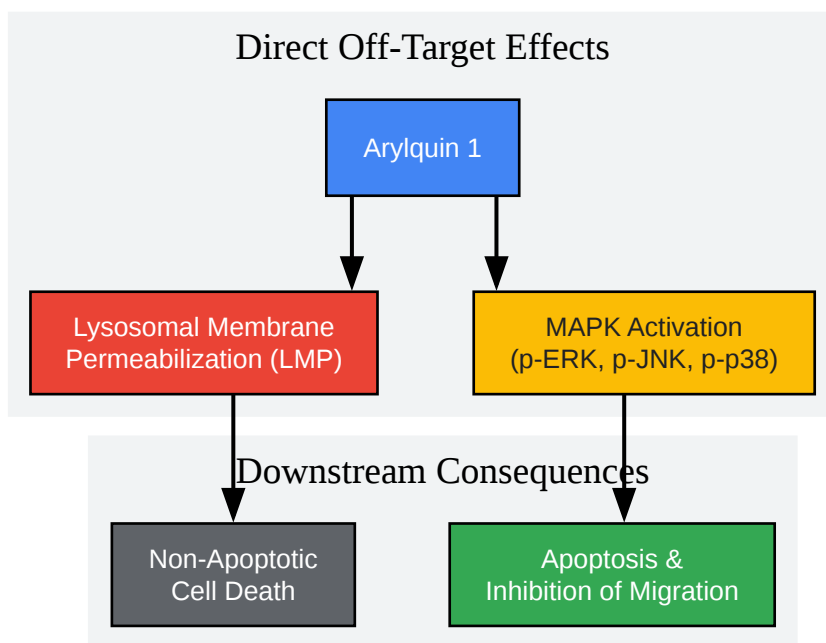 Direct Off-Target Effects
Arylquin 1
Lysosomal Membrane
Permeabilization (LMP)
MAPK Activation
(p-ERK, p-JNK, p-p38)
Downstream Consequences
Non-Apoptotic
Cell Death
Apoptosis &
Inhibition of Migration